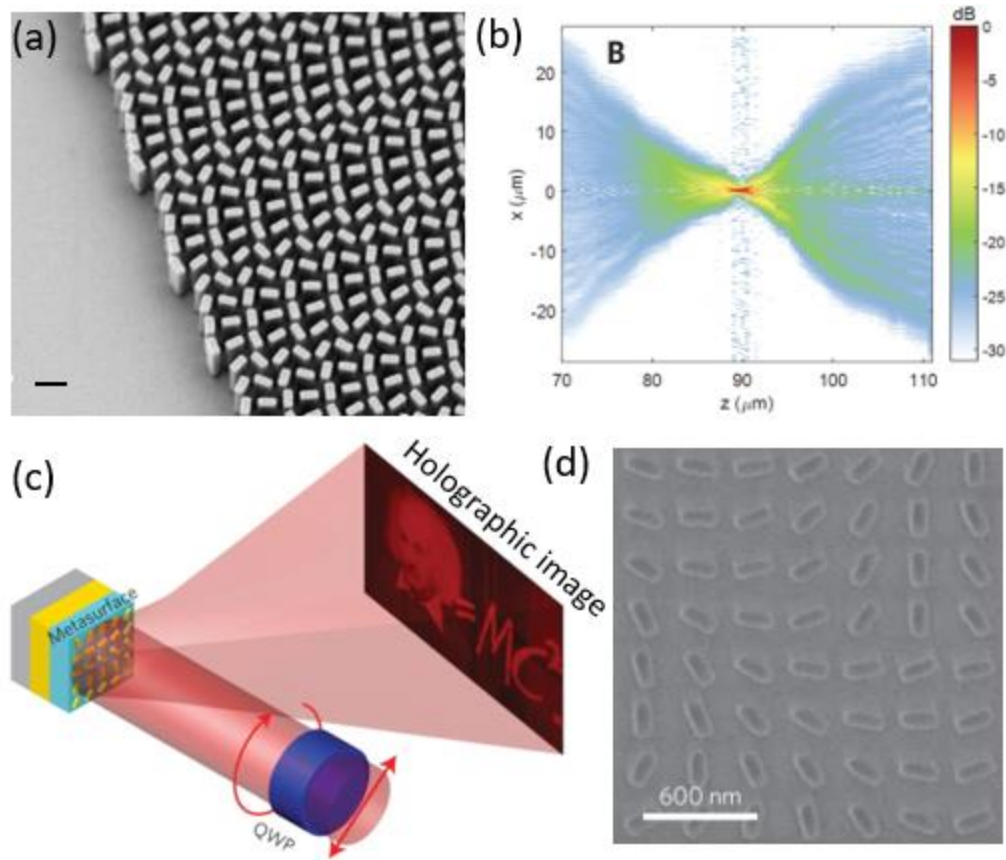 (a)
(b)
B
dB
0
-5
-10
-15
-20
-25
-30
20
10
0
-10
-20
x (μm)
70 80 90 100 110
z (μm)
(c)
Metasurface
QWP
Holographic image
=MC²
(d)
600 nm